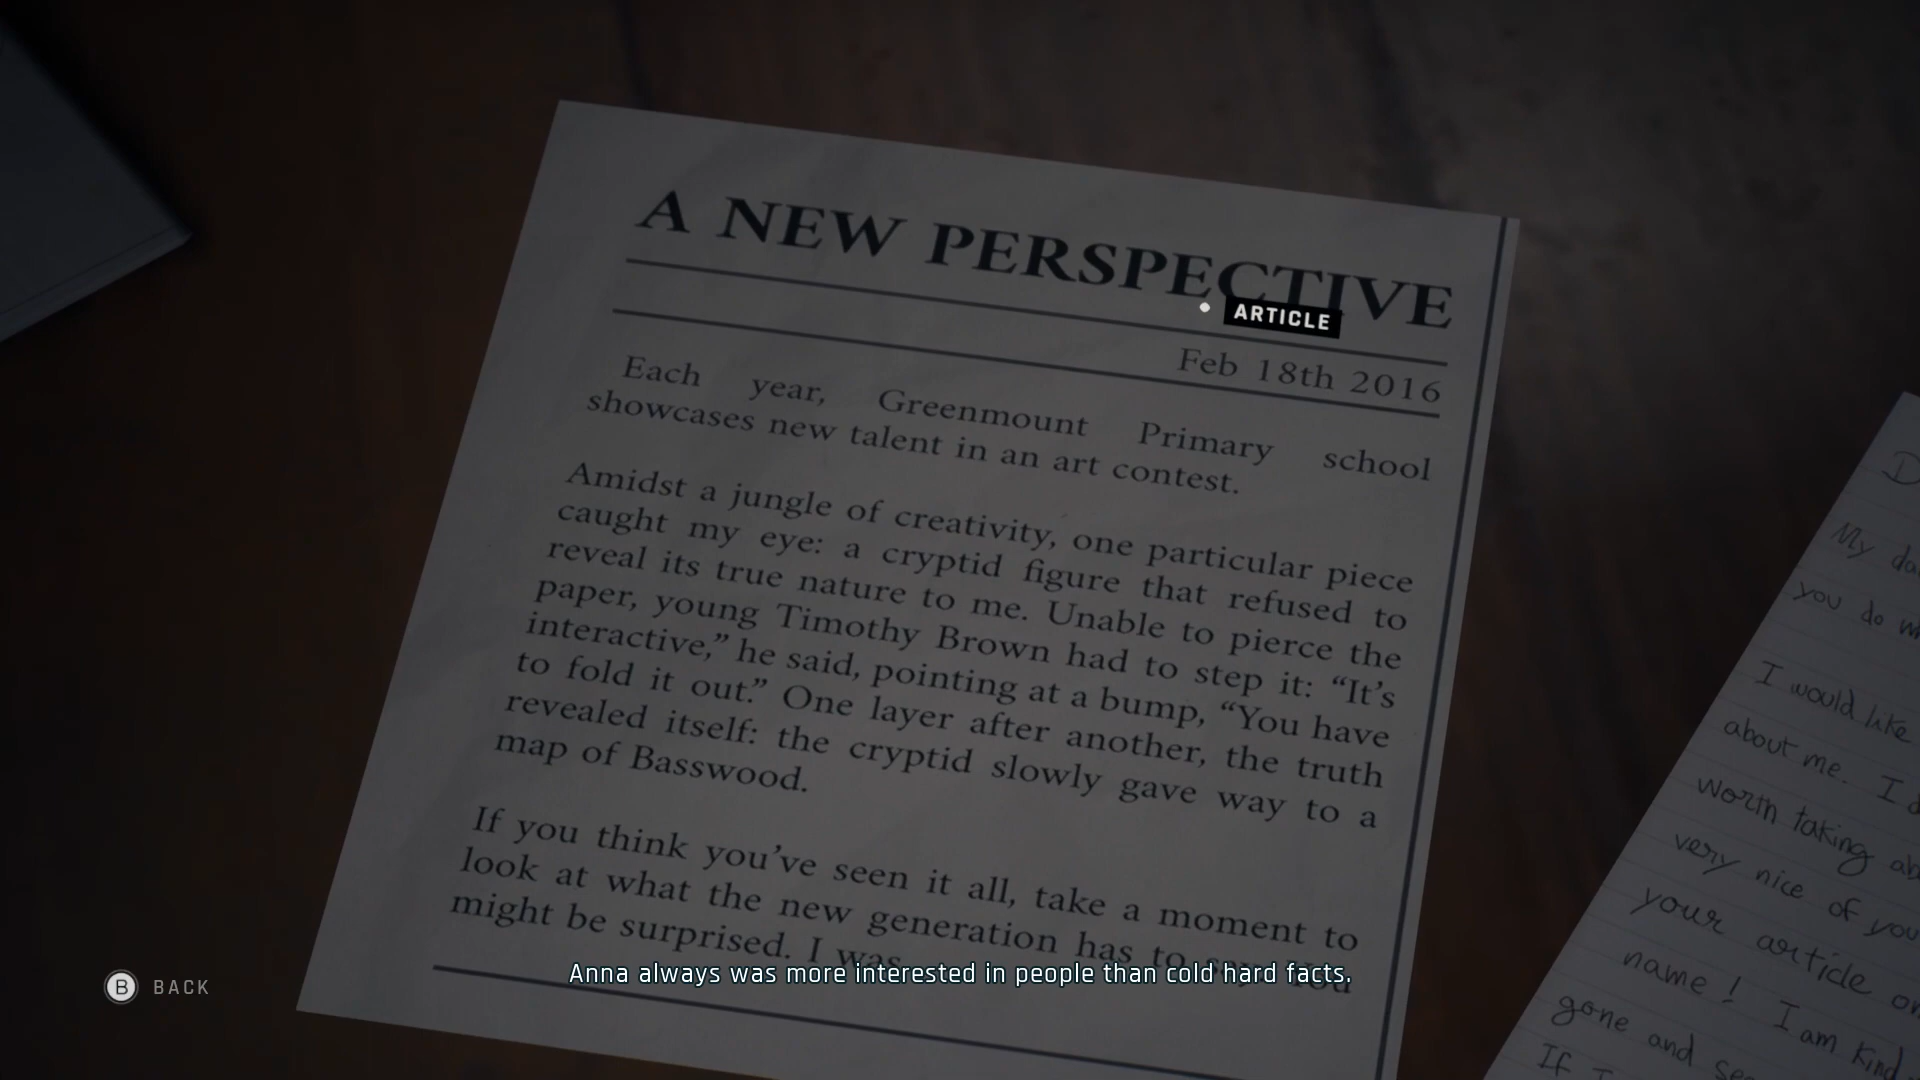 A NEW PERSPECTIVE
ARTICLE
Feb 18th 2016
Each year, Greenmount Primary school
showcases new talent in an art contest.
Amidst a jungle of creativity, one particular piece
caught my eye: a cryptid figure that refused to
reveal its true nature to me. Unable to pierce the
paper, young Timothy Brown had to step it: “It’s
interactive,” he said, pointing at a bump, “You have
to fold it out.” One layer after another, the truth
revealed itself: the cryptid slowly gave way to a
map of Basswood.
If you think you’ve seen it all, take a moment to
look at what the new generation has to say. You
might be surprised. I was.
Anna always was more interested in people than cold hard facts.
B BACK
My
you do
I would like
about me. I
worth taking
very nice of you
your article
name! I am kind
gone and
If I